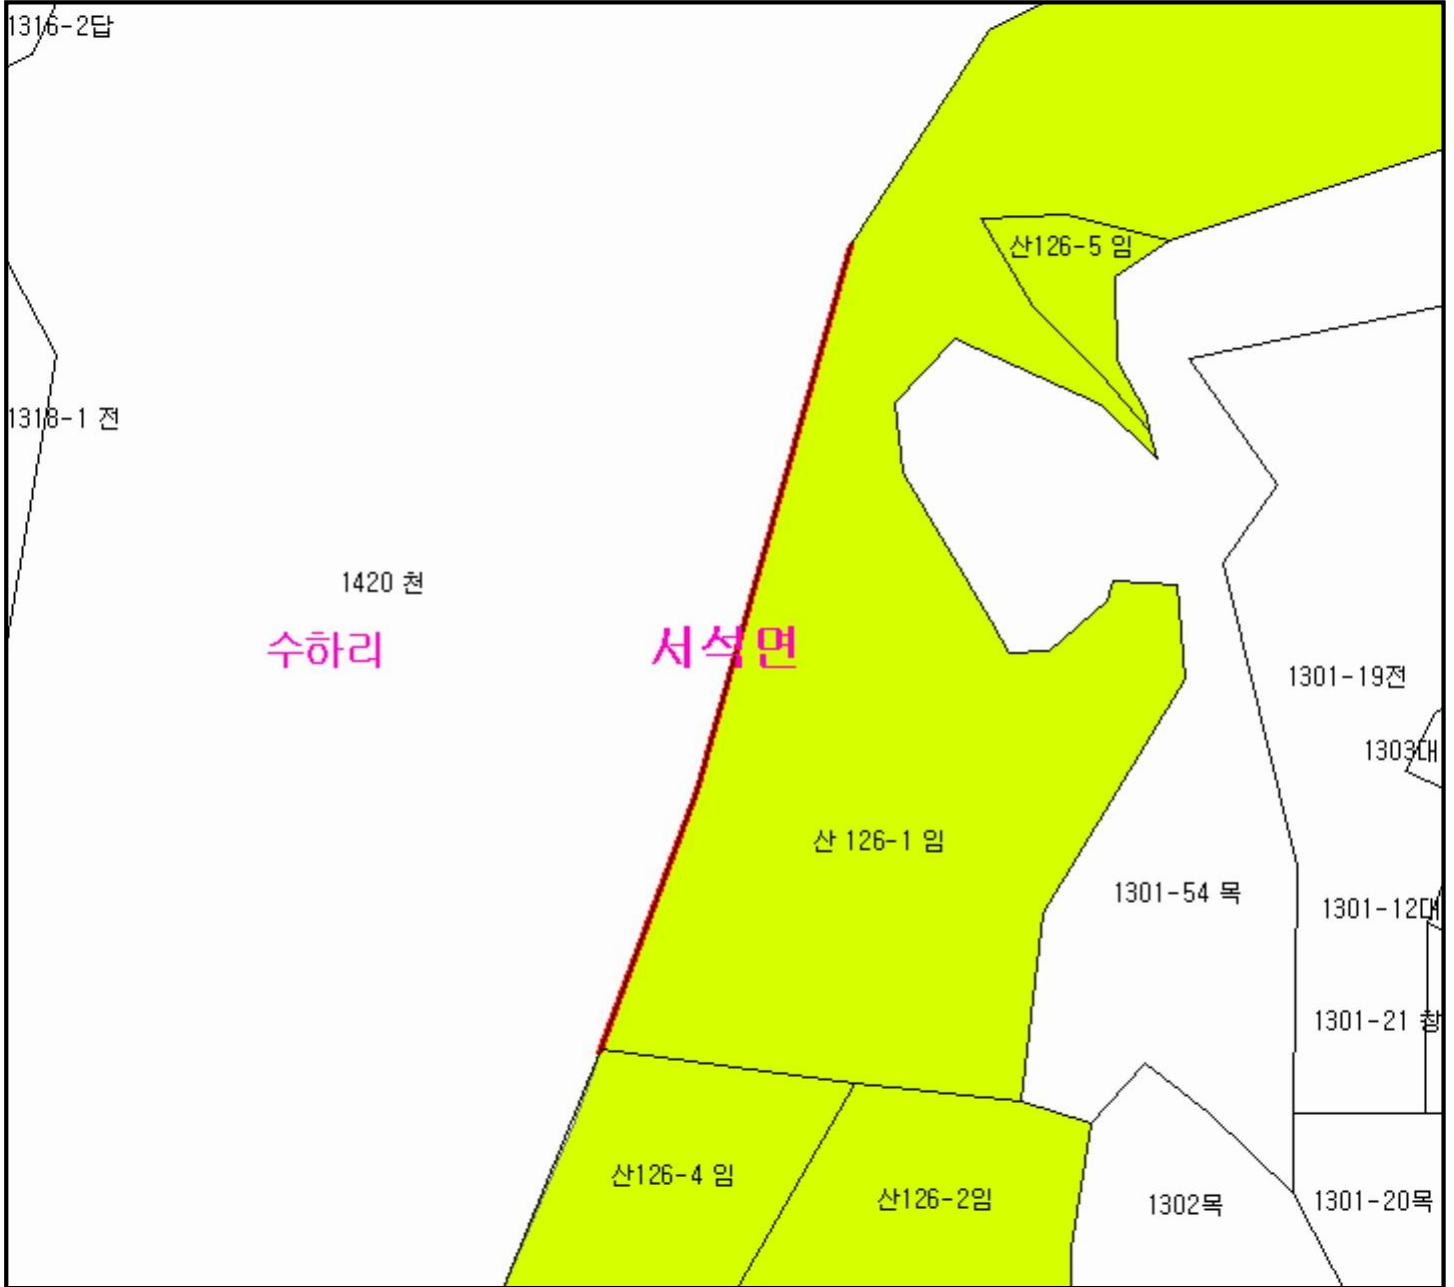 1316-2답
산126-5 임
1318-1 전
1420 천
수하리
서석면
1301-19전
1303대
산 126-1 임
1301-54 목
1301-12대
1301-21 창
산126-4 임
산126-2임
1302목
1301-20목